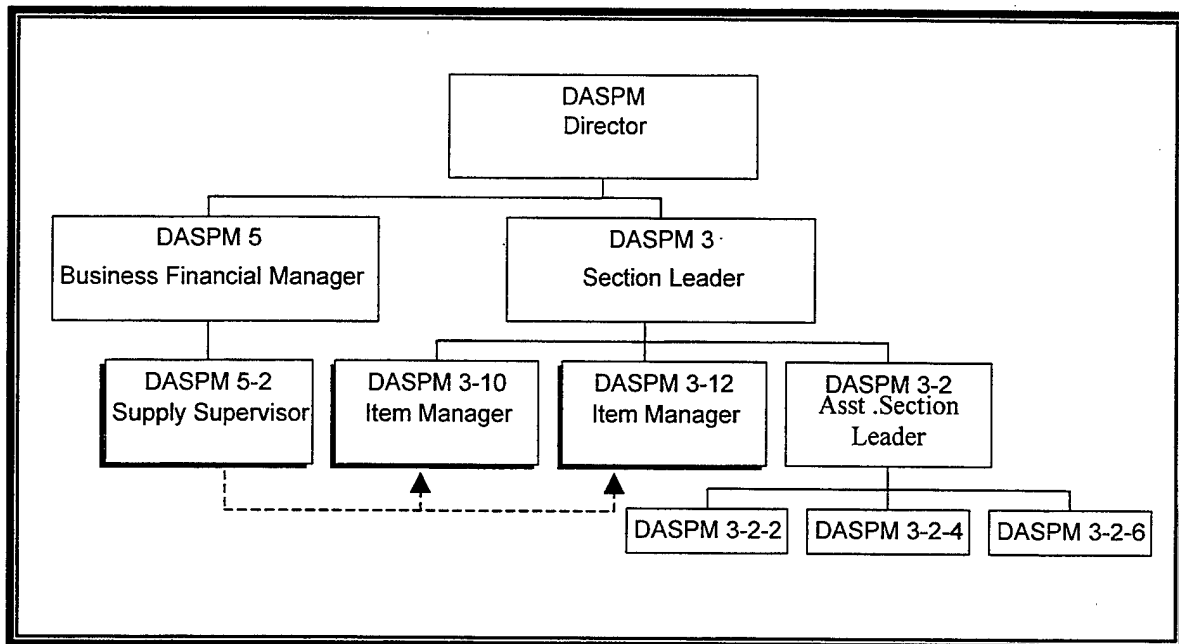 DASPM
Director
DASPM 5
Business Financial Manager
DASPM 3
Section Leader
DASPM 5-2
Supply Supervisor
DASPM 3-10
Item Manager
DASPM 3-12
Item Manager
DASPM 3-2
Asst .Section
Leader
DASPM 3-2-2
DASPM 3-2-4
DASPM 3-2-6